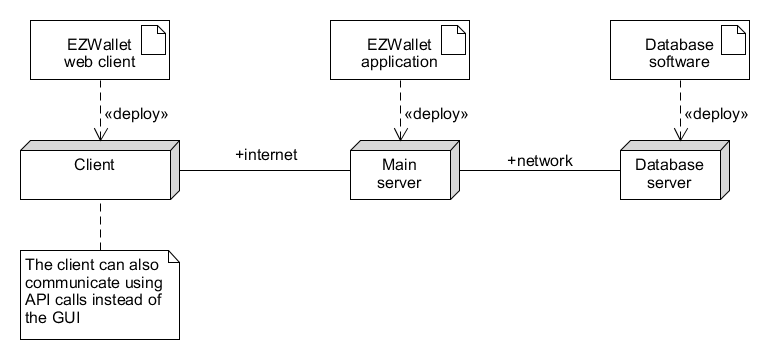 EZWallet
web client
EZWallet
application
Database
software
«deploy»
«deploy»
«deploy»
Client
+internet
Main
server
+network
Database
server
The client can also
communicate using
API calls instead of
the GUI